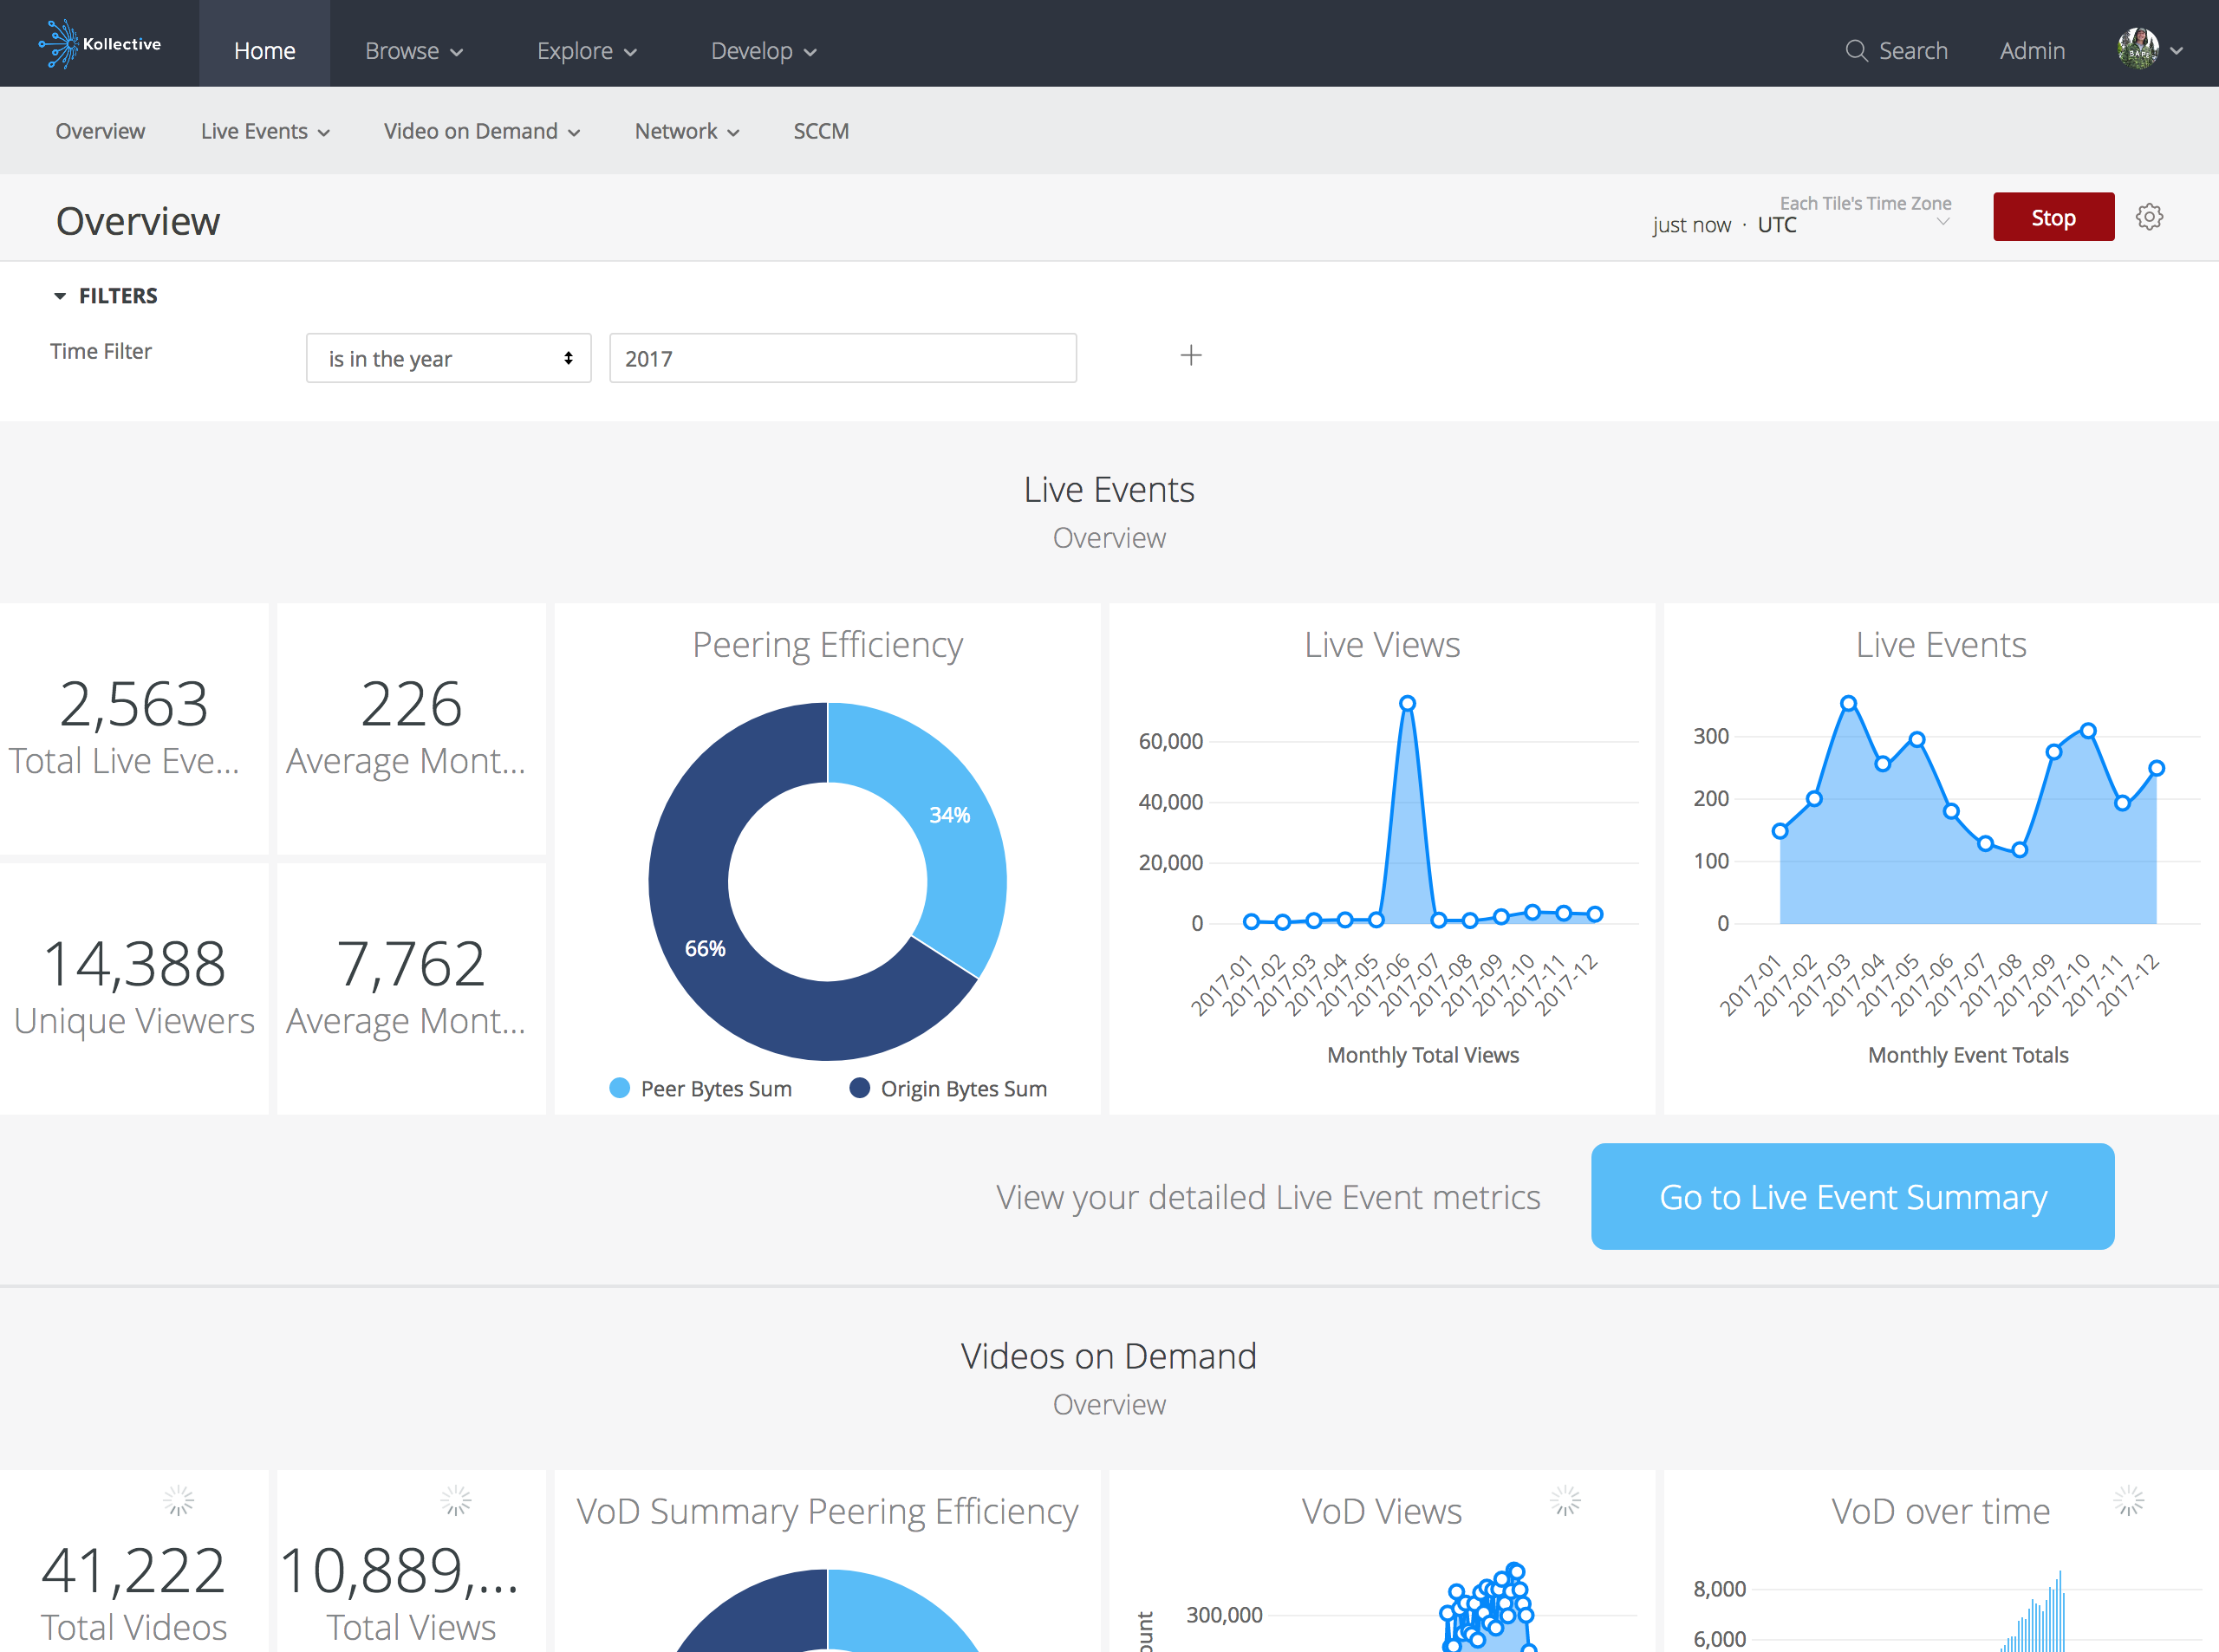 Kollective
Home
Browse
Explore
Develop
Search
Admin
Overview
Live Events
Video on Demand
Network
SCCM
Overview
Each Tile's Time Zone
just now · UTC
Stop
FILTERS
Time Filter
is in the year
2017
Live Events
Overview
2,563
Total Live Eve...
226
Average Mont...
14,388
Unique Viewers
7,762
Average Mont...
Peering Efficiency
34%
66%
Peer Bytes Sum
Origin Bytes Sum
Live Views
60,000
40,000
20,000
0
2017-01
2017-02
2017-03
2017-04
2017-05
2017-06
2017-07
2017-08
2017-09
2017-10
2017-11
2017-12
Monthly Total Views
Live Events
300
200
100
0
2017-01
2017-02
2017-03
2017-04
2017-05
2017-06
2017-07
2017-08
2017-09
2017-10
2017-11
2017-12
Monthly Event Totals
View your detailed Live Event metrics
Go to Live Event Summary
Videos on Demand
Overview
41,222
Total Videos
10,889,...
Total Views
VoD Summary Peering Efficiency
VoD Views
300,000
VoD over time
8,000
6,000